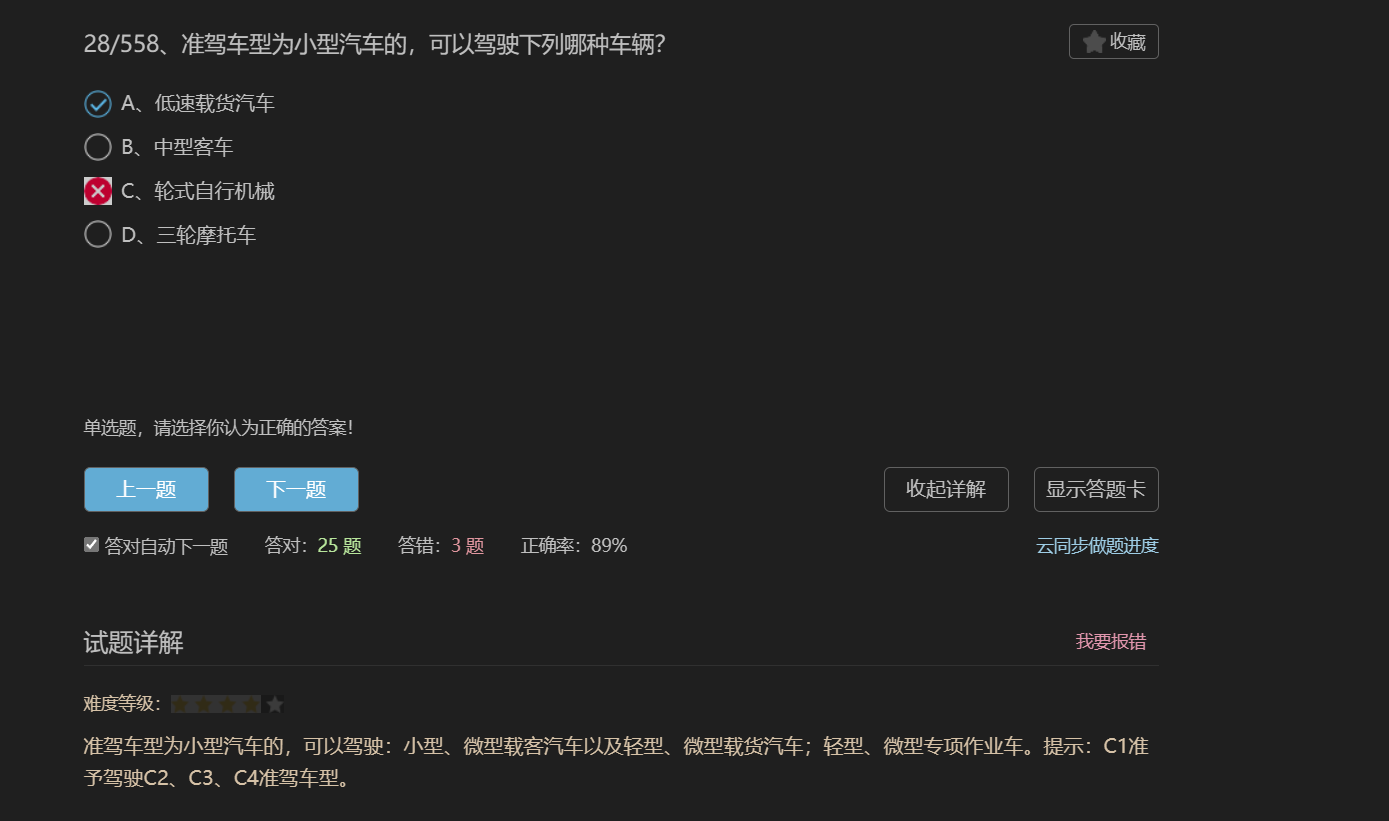 28/558、准驾车型为小型汽车的，可以驾驶下列哪种车辆？
收藏
A、低速载货汽车
B、中型客车
C、轮式自行机械
D、三轮摩托车
单选题，请选择你认为正确的答案！
上一题 下一题 收起详解 显示答题卡
答对自动下一题 答对：25 题 答错：3 题 正确率：89% 云同步做题进度
试题详解 我要报错
难度等级：
准驾车型为小型汽车的，可以驾驶：小型、微型载客汽车以及轻型、微型载货汽车；轻型、微型专项作业车。提示：C1准
予驾驶C2、C3、C4准驾车型。